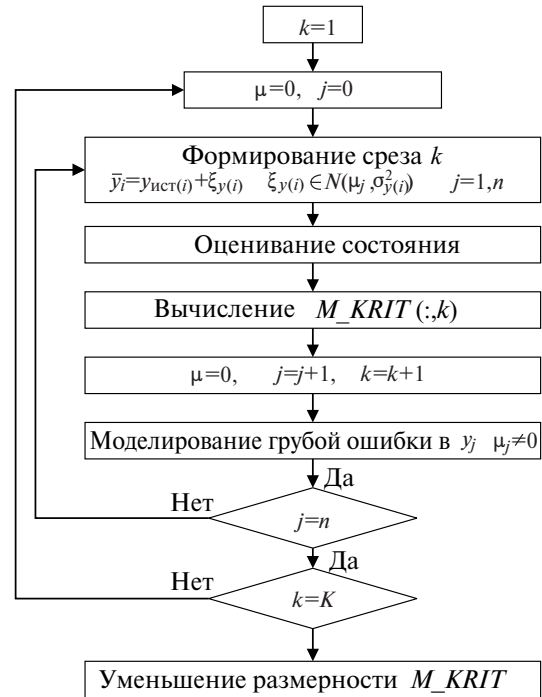 k=1
μ=0, j=0
Формирование среза k
ȳi=yист(i)+ξy(i) ξy(i)∈N(μj,σ²y(i)) j=1,n
Оценивание состояния
Вычисление M_KRIT (:,k)
μ=0, j=j+1, k=k+1
Моделирование грубой ошибки в yj μj≠0
Да
Нет
j=n
Да
Нет
k=K
Уменьшение размерности M_KRIT